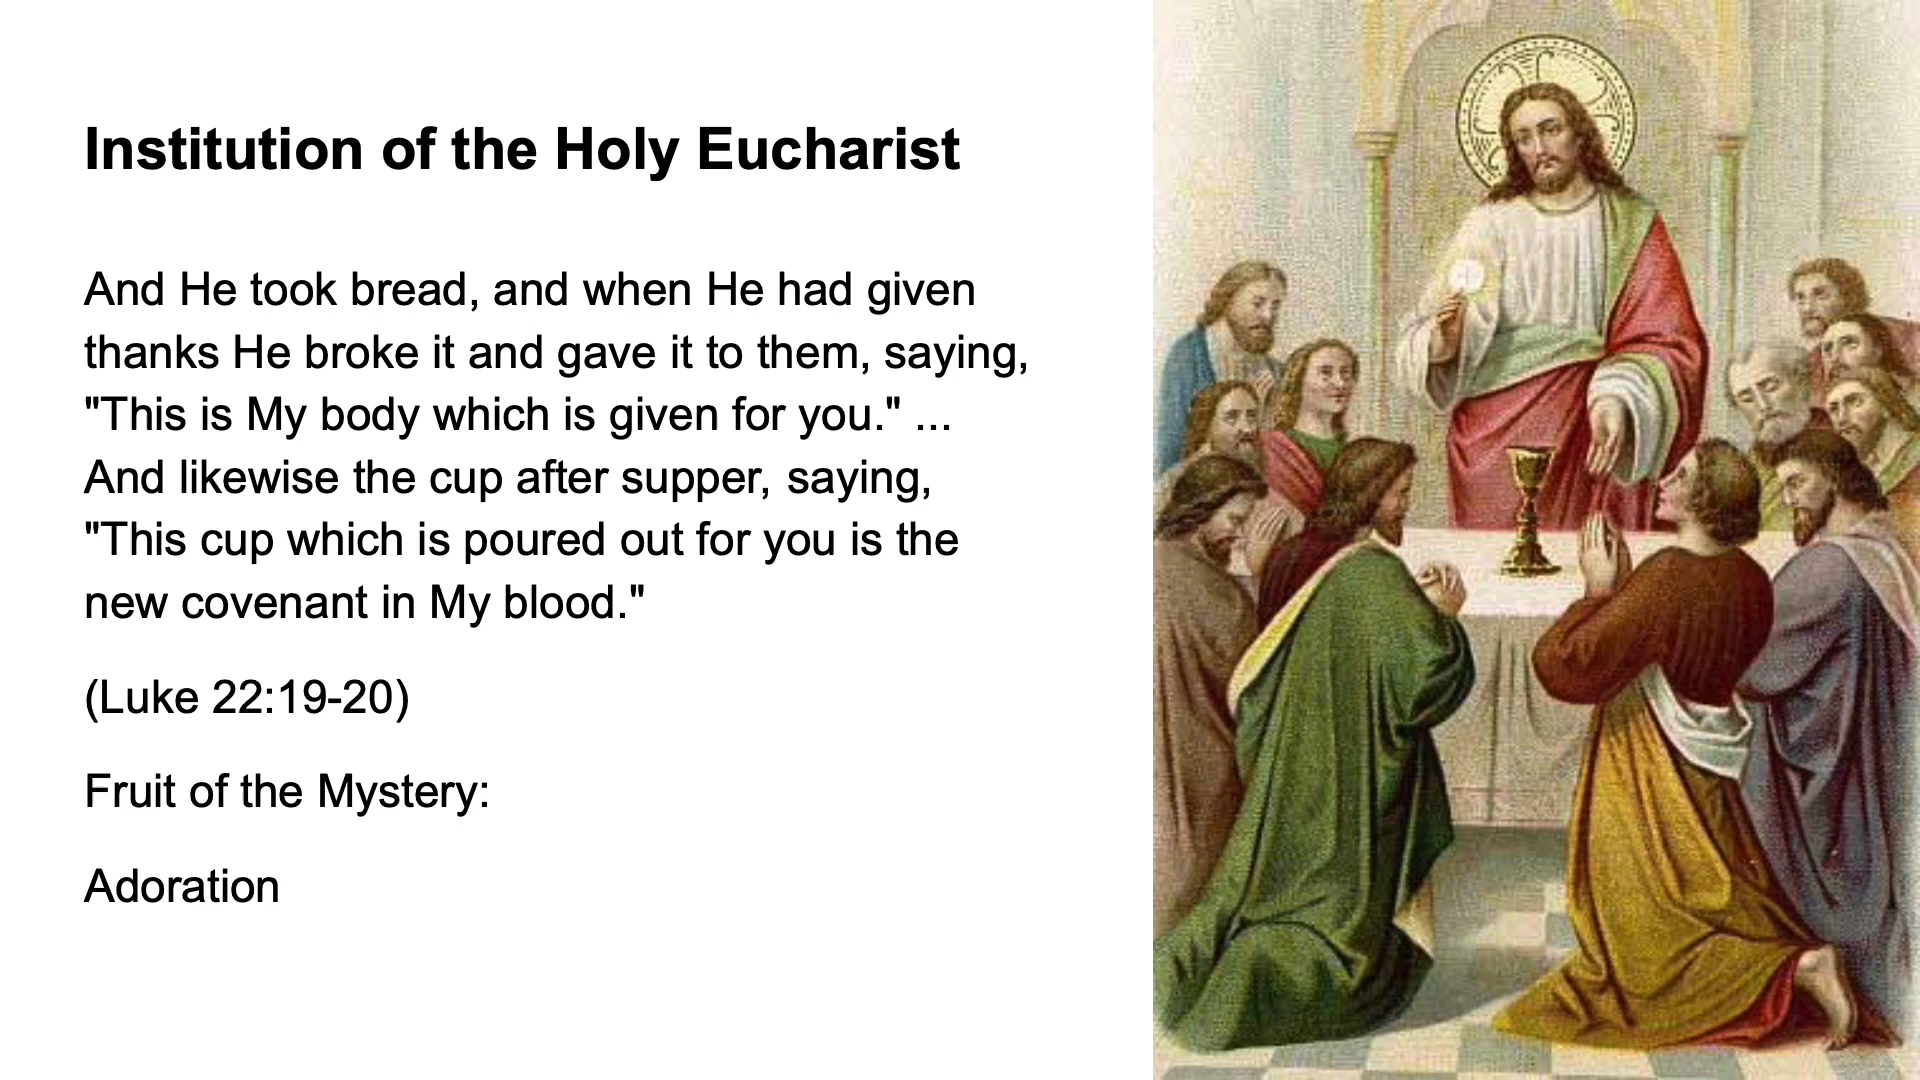 Institution of the Holy Eucharist
And He took bread, and when He had given
thanks He broke it and gave it to them, saying,
"This is My body which is given for you." ...
And likewise the cup after supper, saying,
"This cup which is poured out for you is the
new covenant in My blood."
(Luke 22:19-20)
Fruit of the Mystery:
Adoration